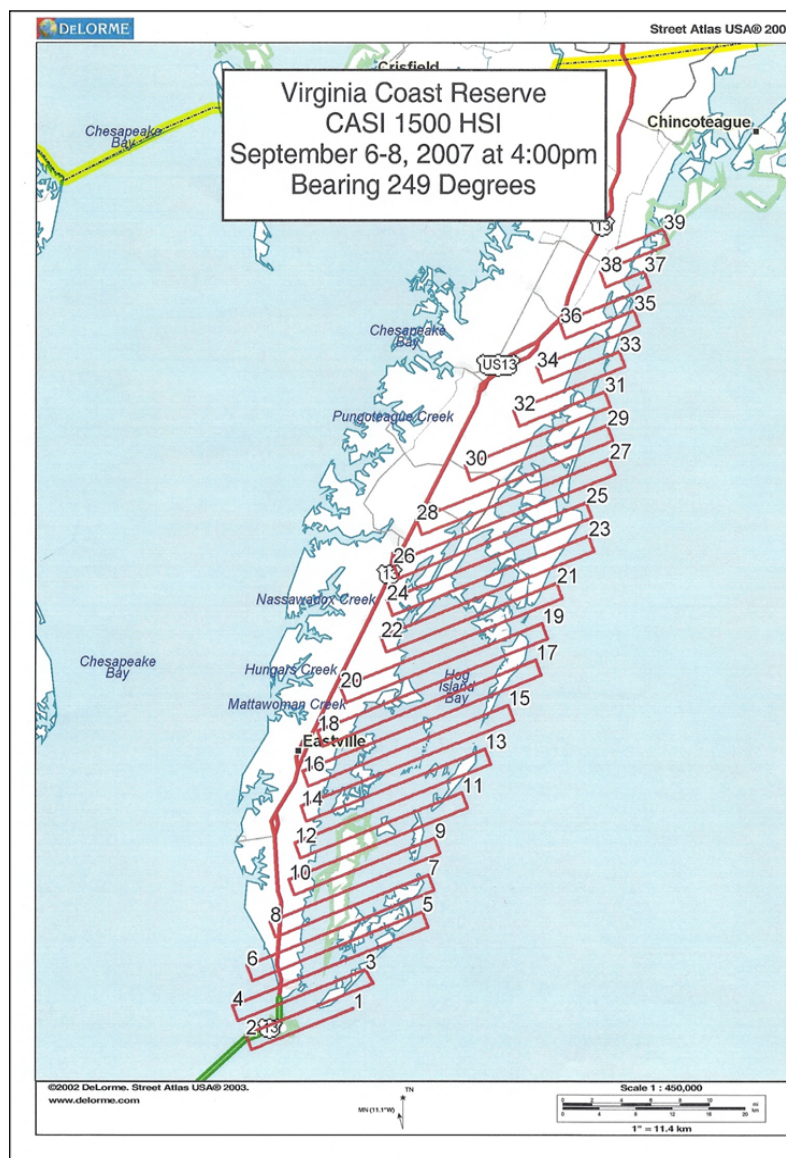 DELORME
Street Atlas USA® 200
Crisfield
Virginia Coast Reserve
CASI 1500 HSI
September 6-8, 2007 at 4:00pm
Bearing 249 Degrees
Chesapeake
Bay
Chincoteague
13
39
38
37
36
35
Chesapeake
Bay
34
33
US13
32
31
Pungoteague Creek
29
30
27
28
25
26
23
13
24
21
Nassawadox Creek
22
19
Chesapeake
Bay
Hungars Creek
20
17
Hog
Island
Bay
Mattawoman Creek
18
15
Eastville
16
13
14
11
12
9
10
7
8
5
6
3
4
1
2
13
©2002 DeLorme. Street Atlas USA® 2003.
www.delorme.com
TN
MN (11.1°W)
Scale 1 : 450,000
mi
km
1" = 11.4 km